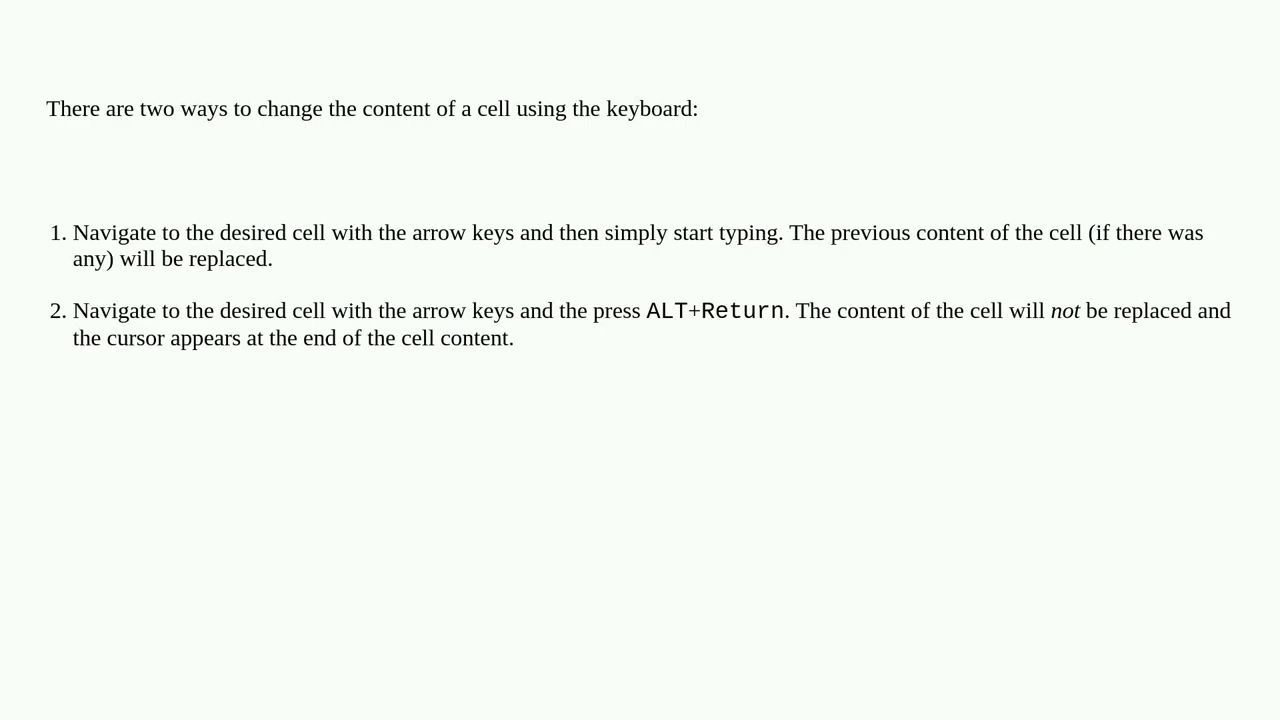 There are two ways to change the content of a cell using the keyboard:
1. Navigate to the desired cell with the arrow keys and then simply start typing. The previous content of the cell (if there was
any) will be replaced.
2. Navigate to the desired cell with the arrow keys and the press ALT+Return. The content of the cell will not be replaced and
the cursor appears at the end of the cell content.